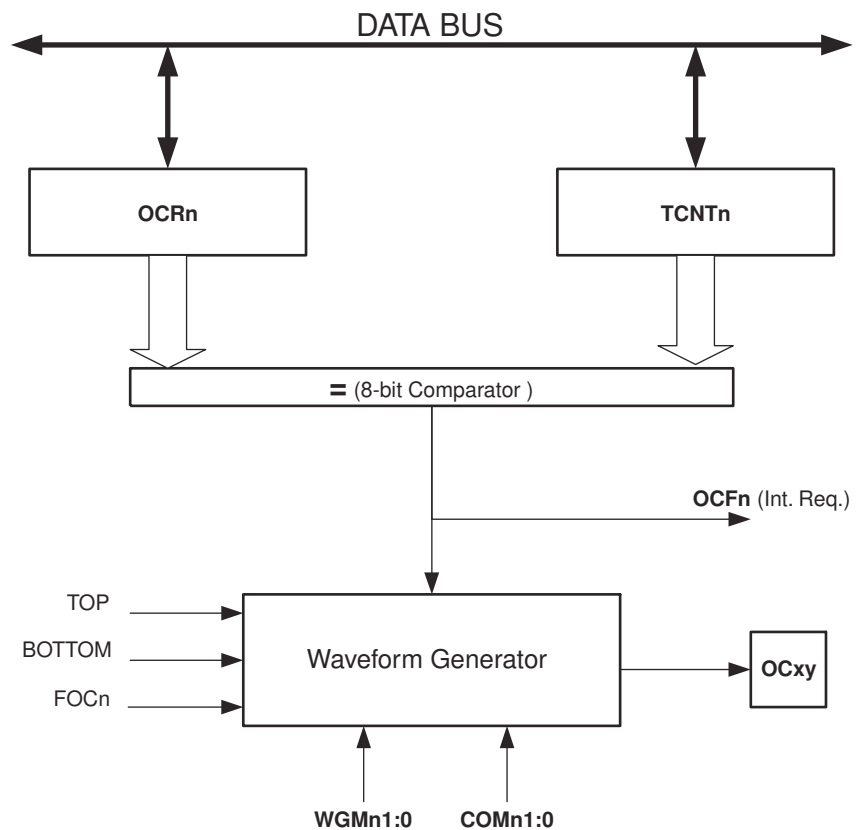 DATA BUS
OCRn
TCNTn
= (8-bit Comparator )
OCFn (Int. Req.)
TOP
BOTTOM
FOCn
Waveform Generator
OCxy
WGMn1:0
COMn1:0